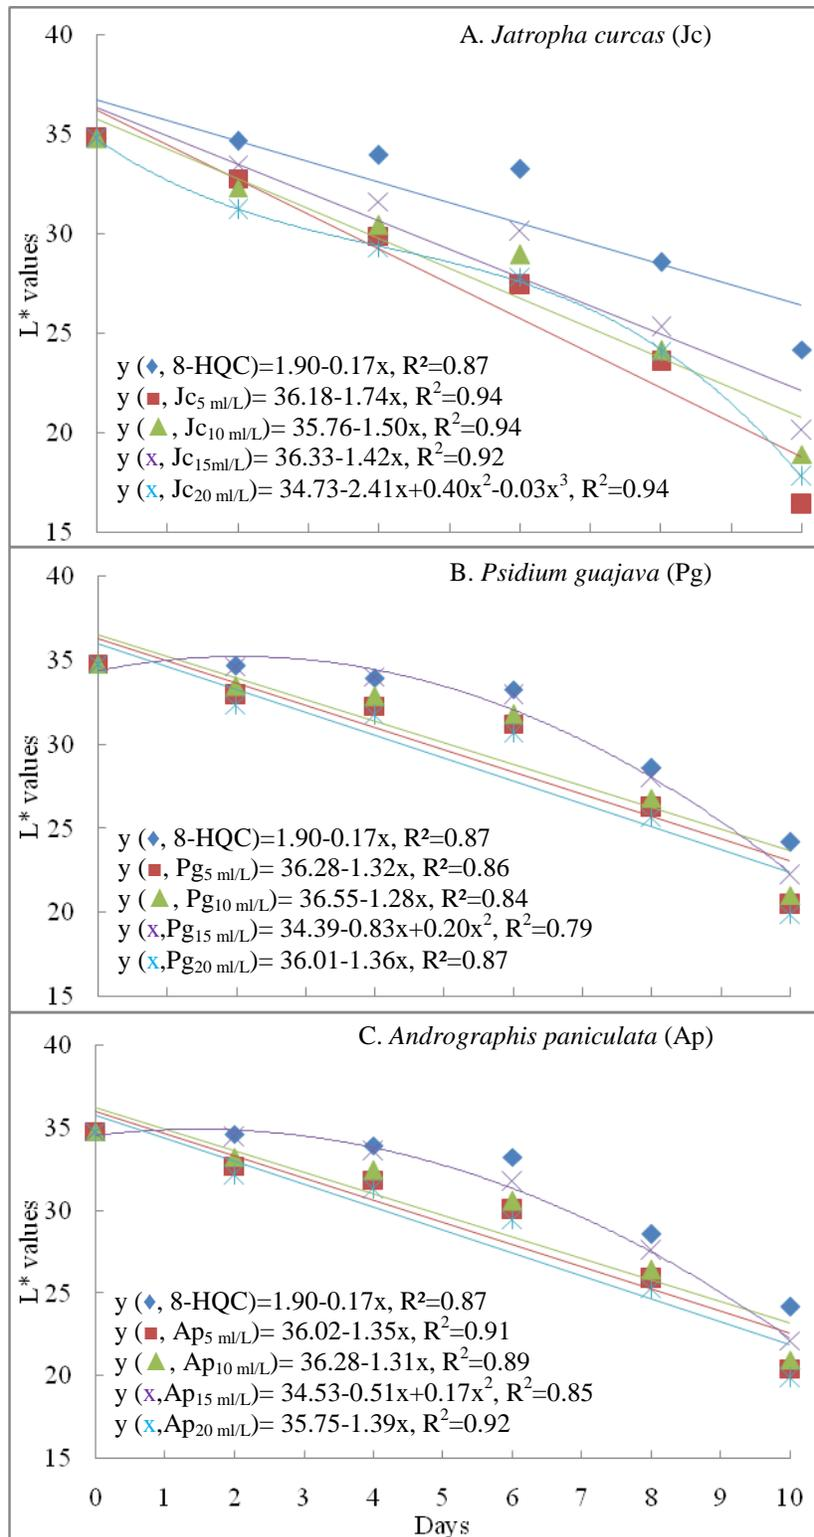 A. Jatropha curcas (Jc)
40
35
30
25
20
15
L* values
y (♦, 8-HQC)=1.90-0.17x, R²=0.87
y (■, Jc5 ml/L)= 36.18-1.74x, R²=0.94
y (▲, Jc10 ml/L)= 35.76-1.50x, R²=0.94
y (x, Jc15ml/L)= 36.33-1.42x, R²=0.92
y (x, Jc20 ml/L)= 34.73-2.41x+0.40x²-0.03x³, R²=0.94
B. Psidium guajava (Pg)
40
35
30
25
20
15
L* values
y (♦, 8-HQC)=1.90-0.17x, R²=0.87
y (■, Pg5 ml/L)= 36.28-1.32x, R²=0.86
y (▲, Pg10 ml/L)= 36.55-1.28x, R²=0.84
y (x,Pg15 ml/L)= 34.39-0.83x+0.20x², R²=0.79
y (x,Pg20 ml/L)= 36.01-1.36x, R²=0.87
C. Andrographis paniculata (Ap)
40
35
30
25
20
15
L* values
y (♦, 8-HQC)=1.90-0.17x, R²=0.87
y (■, Ap5 ml/L)= 36.02-1.35x, R²=0.91
y (▲, Ap10 ml/L)= 36.28-1.31x, R²=0.89
y (x,Ap15 ml/L)= 34.53-0.51x+0.17x², R²=0.85
y (x,Ap20 ml/L)= 35.75-1.39x, R²=0.92
0 1 2 3 4 5 6 7 8 9 10
Days